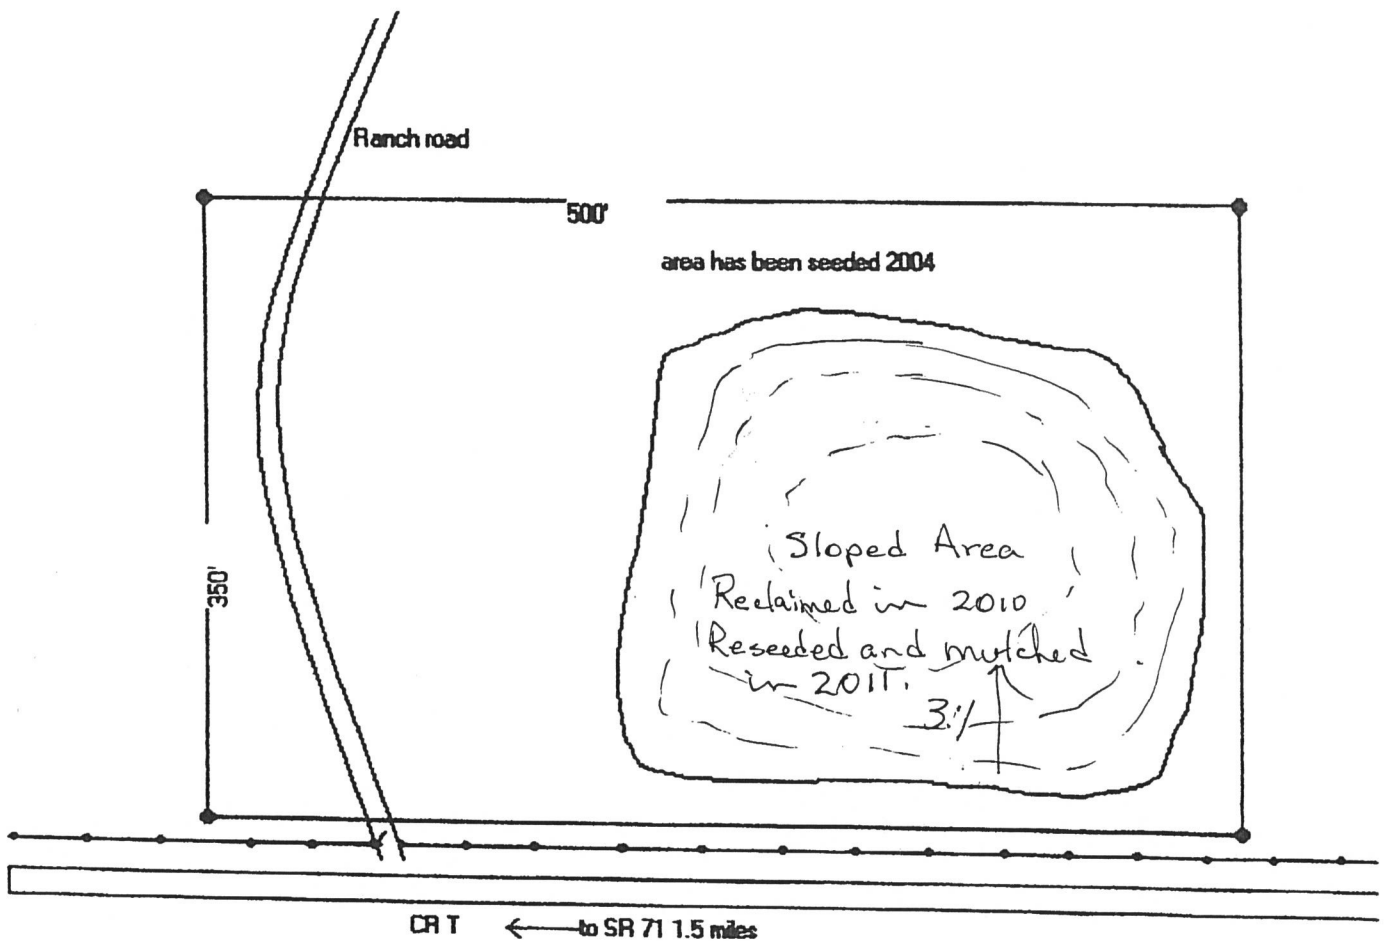 Ranch road
500'
area has been seeded 2004
350'
Sloped Area
Reclaimed in 2010
Reseeded and mulched
in 2011.
3:1
CR T ← to SR 71 1.5 miles